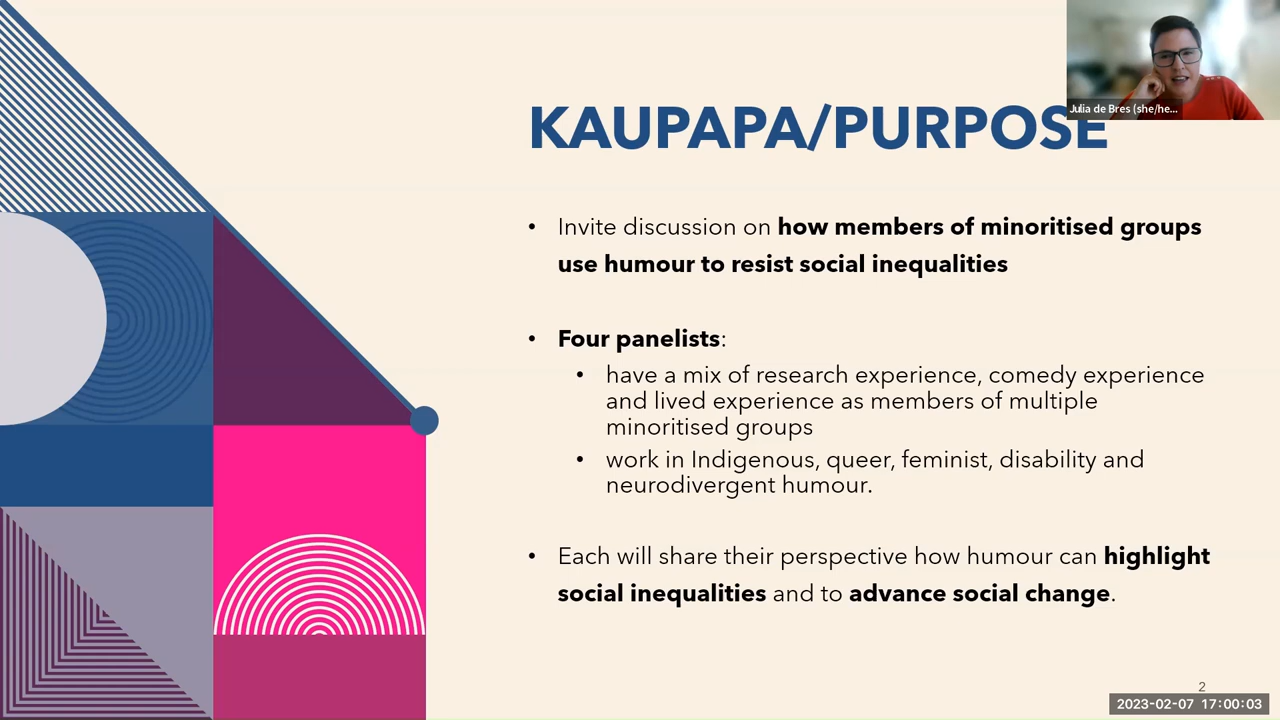 Julia de Bres (she/he...
KAUPAPA/PURPOSE
• Invite discussion on how members of minoritised groups
use humour to resist social inequalities
• Four panelists:
• have a mix of research experience, comedy experience
and lived experience as members of multiple
minoritised groups
• work in Indigenous, queer, feminist, disability and
neurodivergent humour.
• Each will share their perspective how humour can highlight
social inequalities and to advance social change.
2
2023-02-07 17:00:03